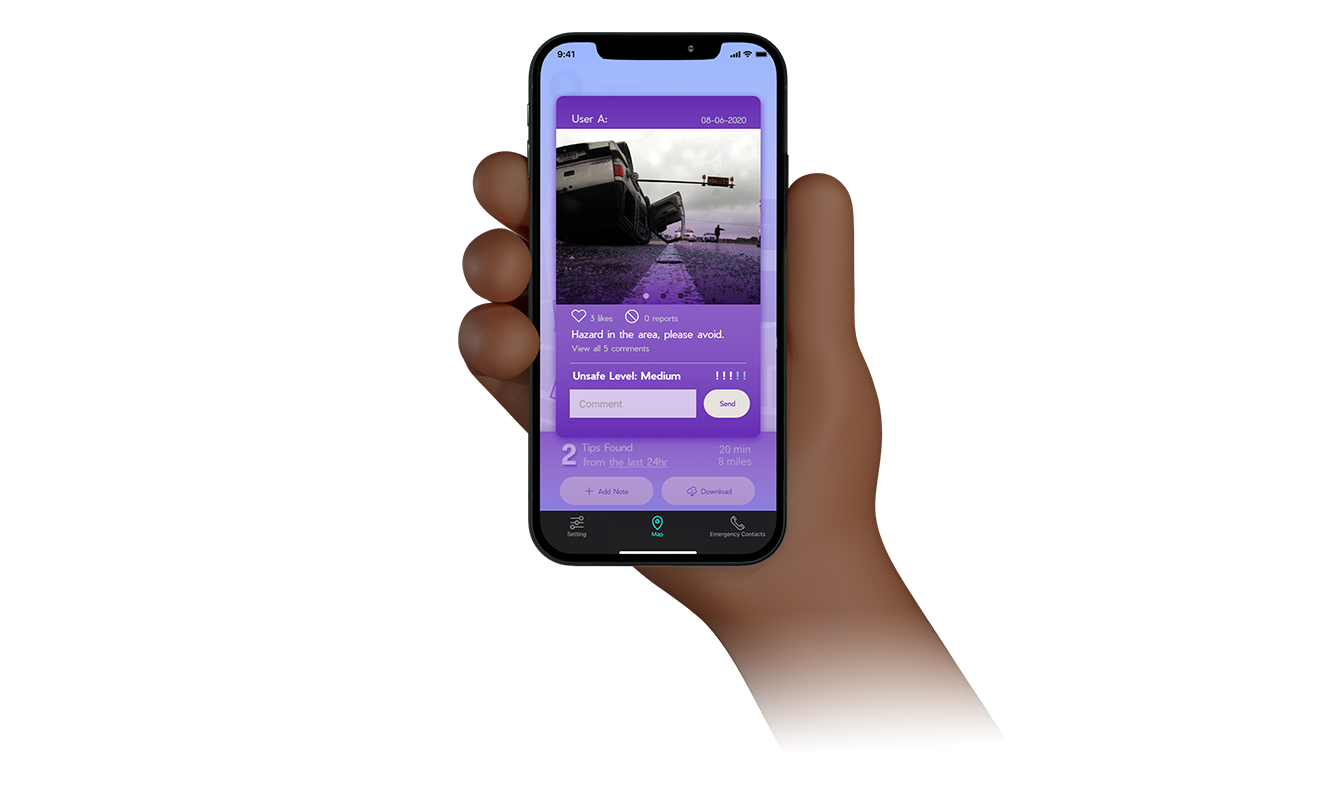 9:41
User A:
08-06-2020
3 likes
0 reports
Hazard in the area, please avoid.
View all 5 comments
Unsafe Level: Medium
!!!!!
Comment
Send
2 Tips Found
from the last 24hr
20 min
8 miles
+ Add Note
Download
Setting
Map
Emergency Contacts